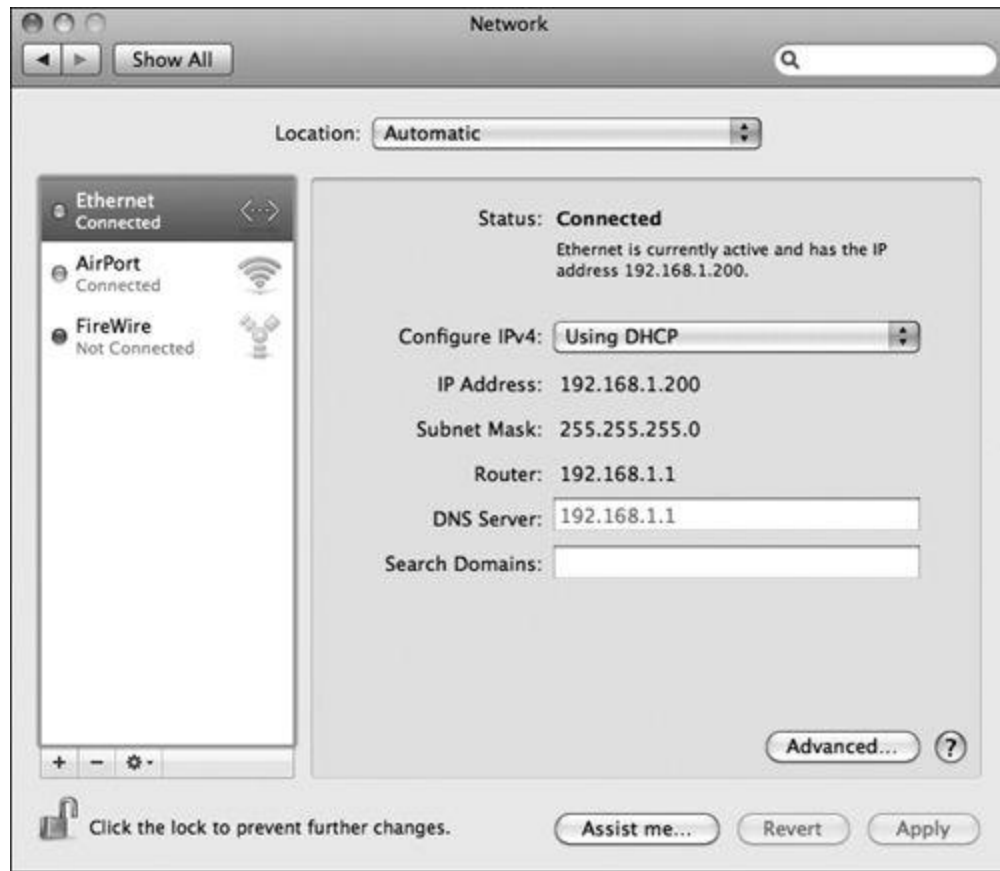 Network
Show All
Location: Automatic
Ethernet
Connected
AirPort
Connected
FireWire
Not Connected
Status: Connected
Ethernet is currently active and has the IP
address 192.168.1.200.
Configure IPv4: Using DHCP
IP Address: 192.168.1.200
Subnet Mask: 255.255.255.0
Router: 192.168.1.1
DNS Server: 192.168.1.1
Search Domains:
Advanced... ?
Click the lock to prevent further changes.
Assist me... Revert Apply